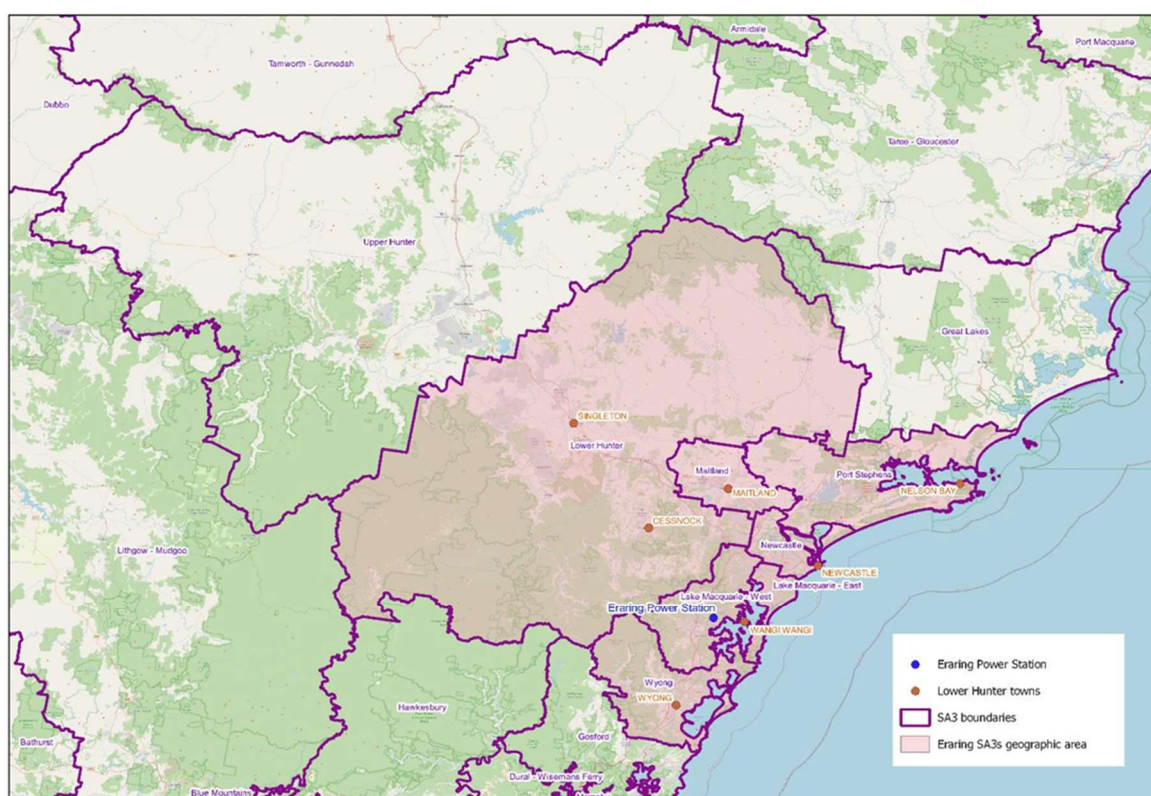 Armidale
Port Macquarie
Tamworth - Gunnedah
Dubbo
Taree - Gloucester
Upper Hunter
Great Lakes
SINGLETON
Lower Hunter
Maitland
Port Stephens
MAITLAND
NELSON BAY
CESSNOCK
Newcastle
Lithgow - Mudgee
NEWCASTLE
Lake Macquarie - East
Lake Macquarie - West
Eraring Power Station
WANGI WANGI
Wyong
WYONG
Hawkesbury
Gosford
Bathurst
Dural - Wisemans Ferry
Blue Mountains
Eraring Power Station
Lower Hunter towns
SA3 boundaries
Eraring SA3s geographic area